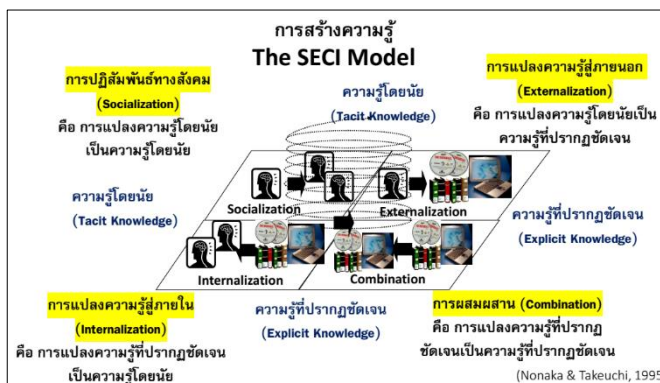 การสร้างความรู้
The SECI Model
การปฏิสัมพันธ์ทางสังคม
(Socialization)
คือ การแปลงความรู้โดยนัย
เป็นความรู้โดยนัย
ความรู้โดยนัย
(Tacit Knowledge)
การแปลงความรู้สู่ภายนอก
(Externalization)
คือ การแปลงความรู้โดยนัยเป็น
ความรู้ที่ปรากฏชัดเจน
ความรู้โดยนัย
(Tacit Knowledge)
Socialization
Externalization
ความรู้ที่ปรากฏชัดเจน
(Explicit Knowledge)
Internalization
Combination
การแปลงความรู้สู่ภายใน
(Internalization)
คือ การแปลงความรู้ที่ปรากฏชัดเจน
เป็นความรู้โดยนัย
ความรู้ที่ปรากฏชัดเจน
(Explicit Knowledge)
การผสมผสาน (Combination)
คือ การแปลงความรู้ที่ปรากฏ
ชัดเจนเป็นความรู้ที่ปรากฏชัดเจน
(Nonaka & Takeuchi, 1995